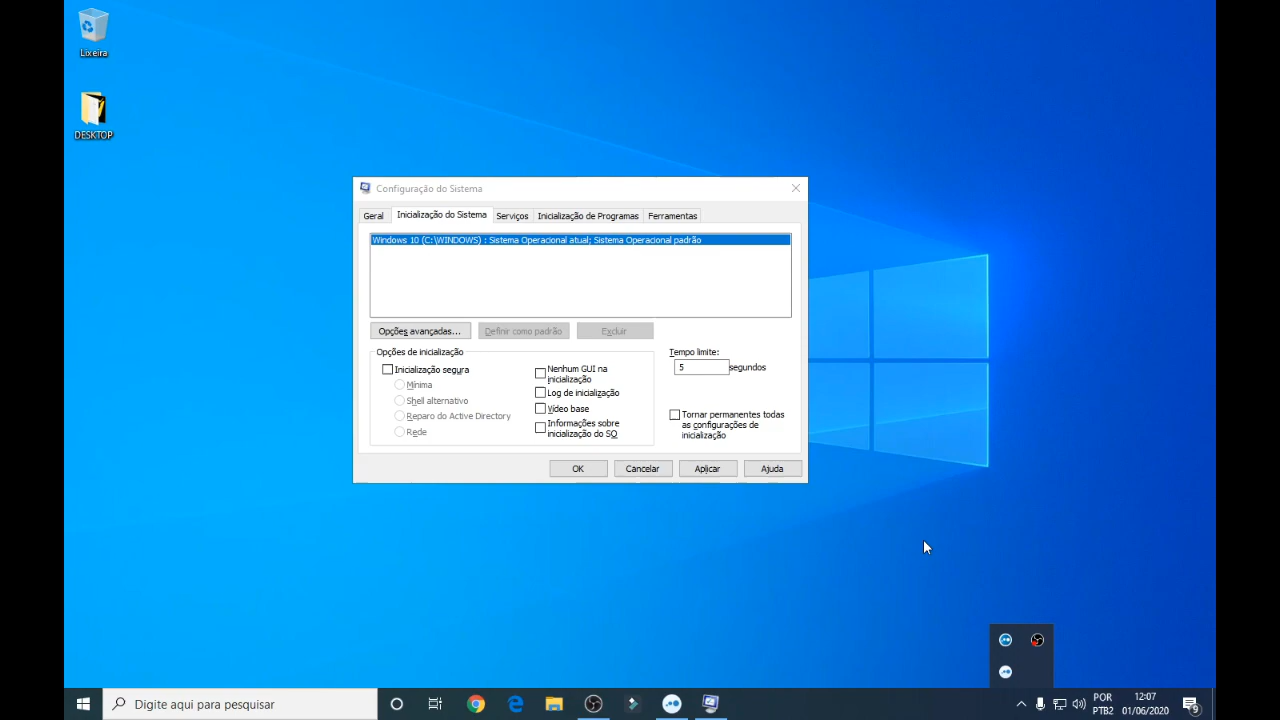 Lixeira
DESKTOP
Configuração do Sistema
Geral
Inicialização do Sistema
Serviços
Inicialização de Programas
Ferramentas
Windows 10 (C:\WINDOWS) : Sistema Operacional atual; Sistema Operacional padrão
Opções avançadas...
Definir como padrão
Excluir
Opções de inicialização
Inicialização segura
Mínima
Shell alternativo
Reparo do Active Directory
Rede
Nenhum GUI na
inicialização
Log de inicialização
Vídeo base
Informações sobre
inicialização do SO
Tempo limite:
5 segundos
Tornar permanentes todas
as configurações de
inicialização
OK
Cancelar
Aplicar
Ajuda
Digite aqui para pesquisar
POR
PTB2
12:07
01/06/2020
9